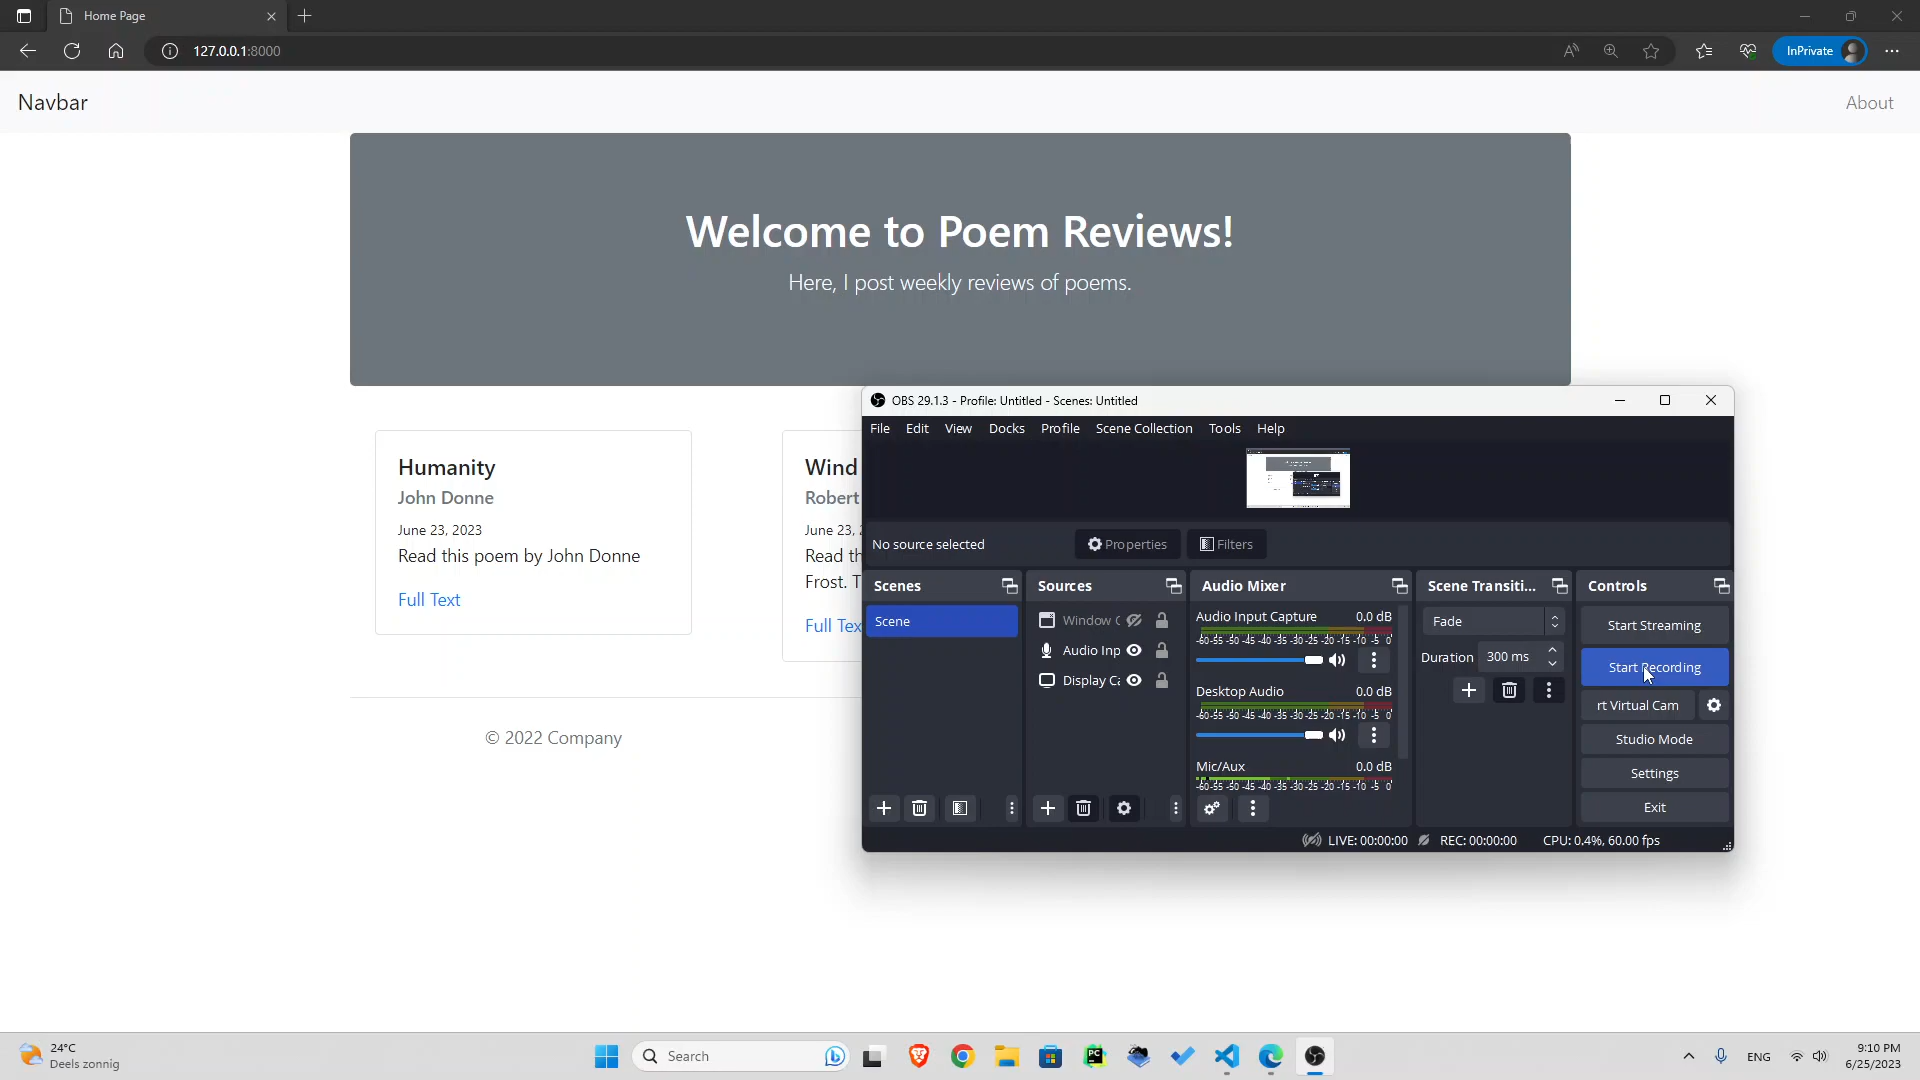 Home Page
127.0.0.1:8000
InPrivate
Navbar
About
Welcome to Poem Reviews!
Here, I post weekly reviews of poems.
Humanity
John Donne
June 23, 2023
Read this poem by John Donne
Full Text
Wind
Robert
June 23,
Read th
Frost. T
Full Tex
© 2022 Company
OBS 29.1.3 - Profile: Untitled - Scenes: Untitled
File Edit View Docks Profile Scene Collection Tools Help
No source selected
Properties
Filters
Scenes
Scene
Sources
Window C
Audio Inp
Display Ca
Audio Mixer
Audio Input Capture 0.0 dB
-60 -55 -50 -45 -40 -35 -30 -25 -20 -15 -10 -5 0
Desktop Audio 0.0 dB
-60 -55 -50 -45 -40 -35 -30 -25 -20 -15 -10 -5 0
Mic/Aux 0.0 dB
-60 -55 -50 -45 -40 -35 -30 -25 -20 -15 -10 -5 0
Scene Transiti...
Fade
Duration 300 ms
Controls
Start Streaming
Start Recording
rt Virtual Cam
Studio Mode
Settings
Exit
LIVE: 00:00:00
REC: 00:00:00
CPU: 0.4%, 60.00 fps
24°C
Deels zonnig
Search
PC
ENG
9:10 PM
6/25/2023